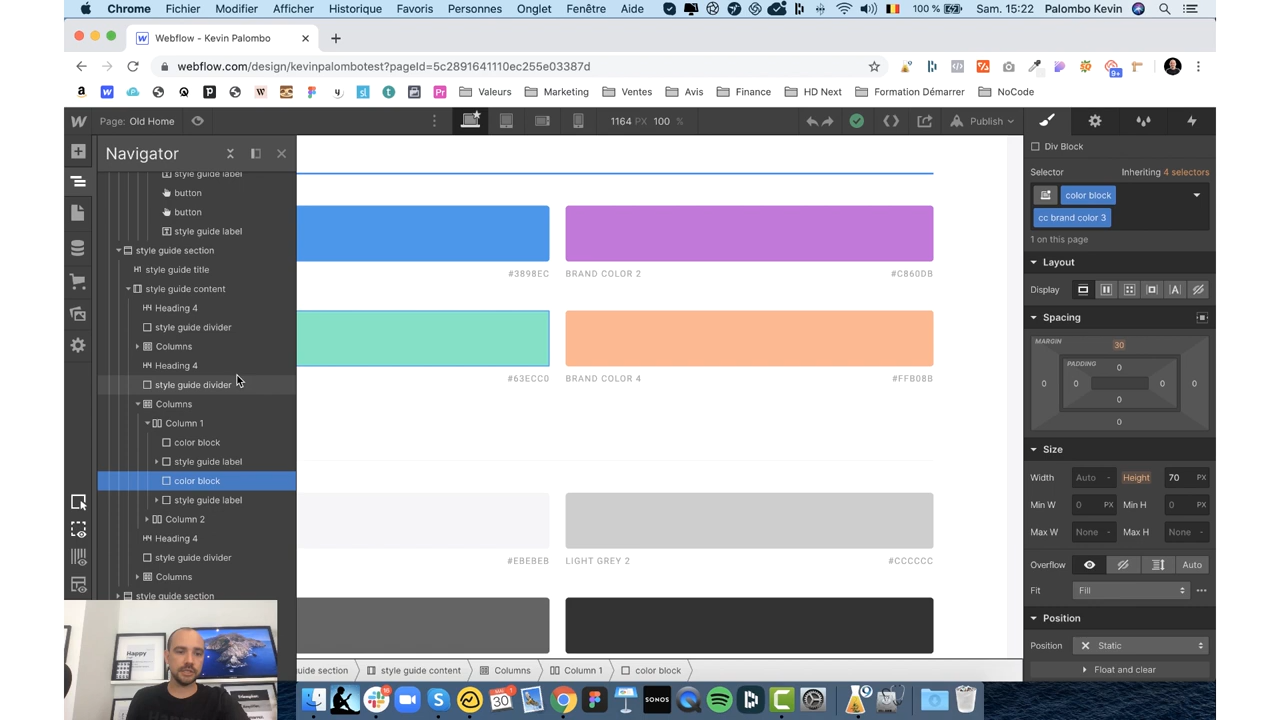 Chrome Fichier Modifier Afficher Historique Favoris Personnes Onglet Fenêtre Aide 100 % Sam. 15:22 Palombo Kevin
Webflow - Kevin Palombo
webflow.com/design/kevinpalombotest?pageId=5c2891641110ec255e03387d
9+
Valeurs Marketing Ventes Avis Finance HD Next Formation Démarrer NoCode
Page: Old Home 1164 PX 100 % Publish
Navigator
Div Block
style guide label
Selector Inheriting 4 selectors
button
color block
button
cc brand color 3
style guide label
1 on this page
style guide section
Layout
H1 style guide title
#3898EC BRAND COLOR 2 #C860DB
style guide content
Display
H4 Heading 4
Spacing
style guide divider
MARGIN 30
Columns
PADDING 0
H4 Heading 4
#63ECC0 BRAND COLOR 4 #FFB08B
style guide divider
0 0 0 0
Columns
0
Column 1
0
color block
Size
style guide label
Width Auto - Height 70 PX
color block
Min W 0 PX Min H 0 PX
style guide label
Max W None - Max H None -
Column 2
H4 Heading 4
#EBEBEB LIGHT GREY 2 #CCCCCC
style guide divider
Overflow Auto
Columns
Fit Fill
style guide section
Position
Position Static
Float and clear
uide section style guide content Columns Column 1 color block
Happy
30
SONOS